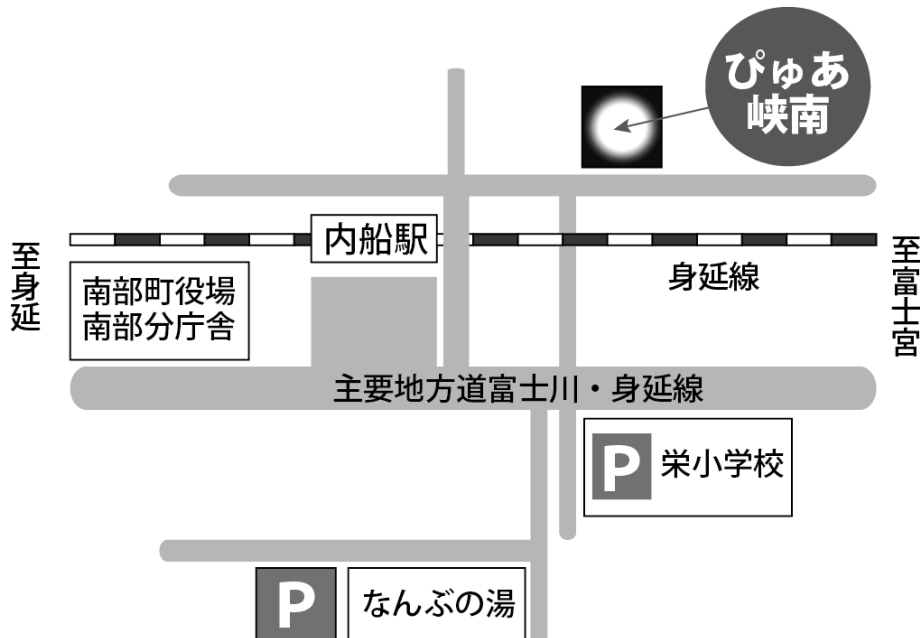 ぴゅあ
峡南
内船駅
至身延
至富士宮
南部町役場
南部分庁舎
身延線
主要地方道富士川・身延線
P
栄小学校
P
なんぶの湯